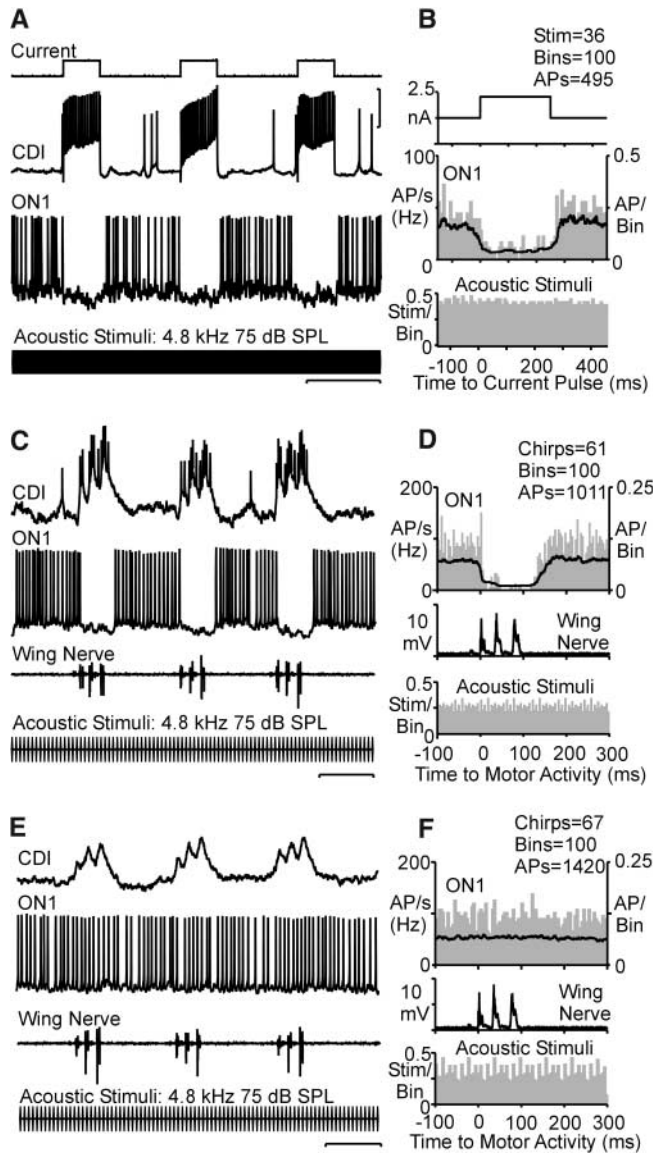 A
Current
CDI
ON1
Acoustic Stimuli: 4.8 kHz 75 dB SPL
B
Stim=36
Bins=100
APs=495
2.5
nA
100
0.5
ON1
AP/s
(Hz)
AP/
Bin
0
0
Acoustic Stimuli
0.5
Stim/
Bin
0
-100 0 200 400
Time to Current Pulse (ms)
C
CDI
ON1
Wing Nerve
Acoustic Stimuli: 4.8 kHz 75 dB SPL
D
Chirps=61
Bins=100
APs=1011
200
0.25
ON1
AP/s
(Hz)
AP/
Bin
0
0
10
mV
Wing
Nerve
Acoustic Stimuli
0.5
Stim/
Bin
0
-100 0 100 200 300
Time to Motor Activity (ms)
E
CDI
ON1
Wing Nerve
Acoustic Stimuli: 4.8 kHz 75 dB SPL
F
Chirps=67
Bins=100
APs=1420
200
0.25
ON1
AP/s
(Hz)
AP/
Bin
0
0
10
mV
Wing
Nerve
Acoustic Stimuli
0.5
Stim/
Bin
0
-100 0 100 200 300
Time to Motor Activity (ms)